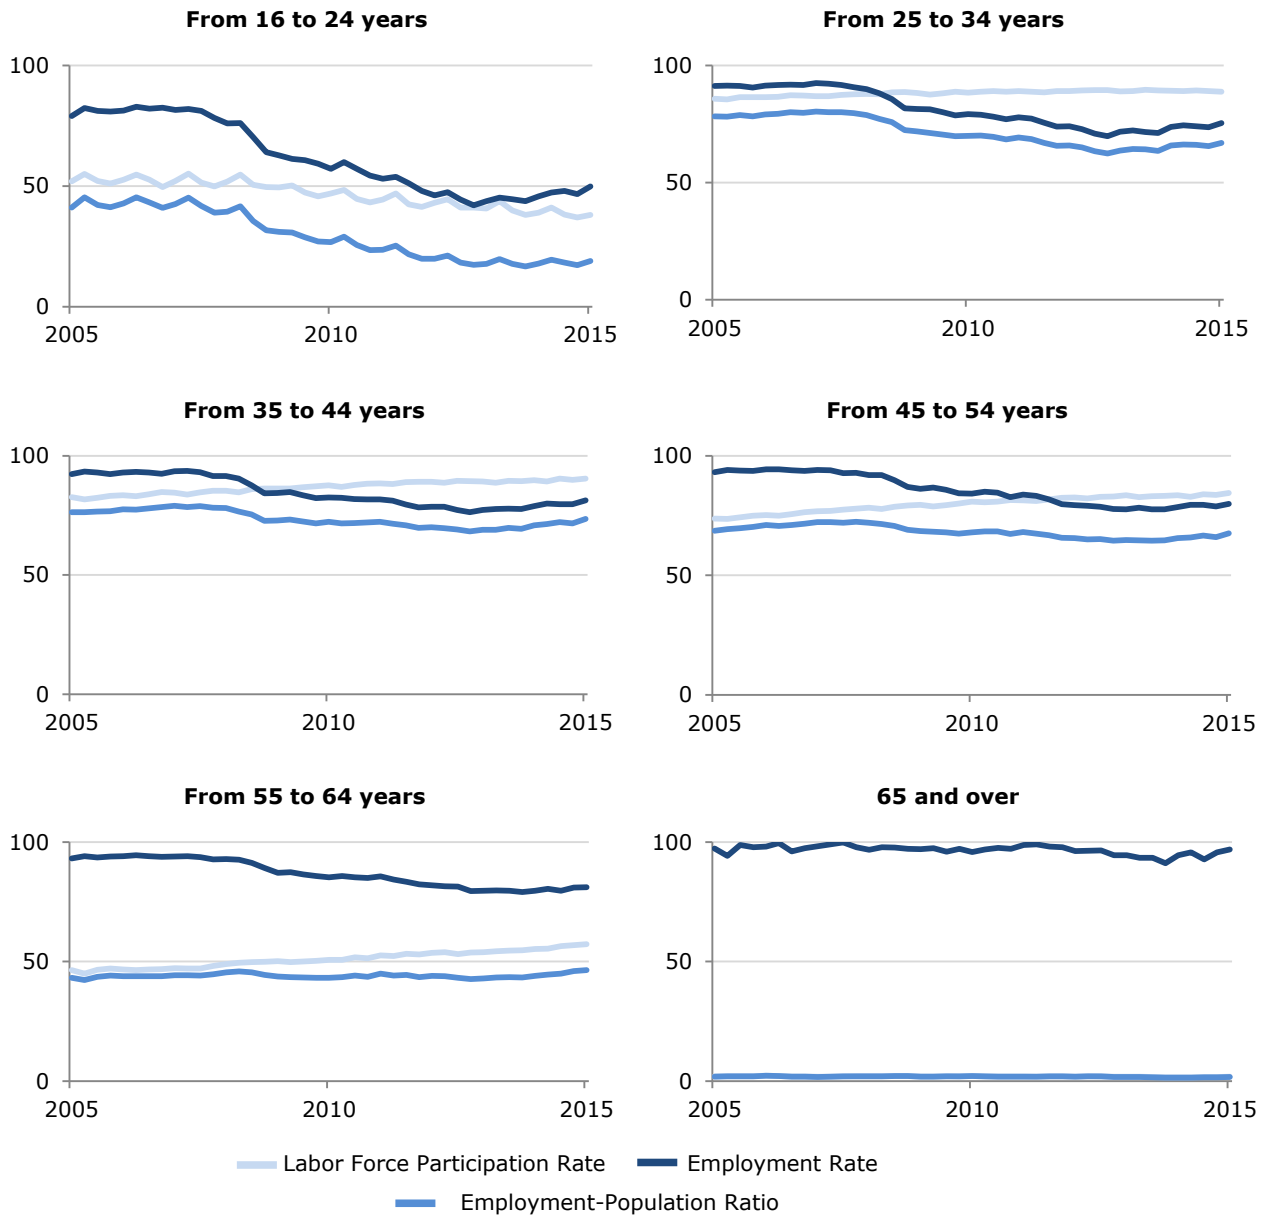 From 16 to 24 years
From 25 to 34 years
100
50
0
2005 2010 2015
100
50
0
2005 2010 2015
From 35 to 44 years
From 45 to 54 years
100
50
0
2005 2010 2015
100
50
0
2005 2010 2015
From 55 to 64 years
65 and over
100
50
0
2005 2010 2015
100
50
0
2005 2010 2015
Labor Force Participation Rate
Employment Rate
Employment-Population Ratio